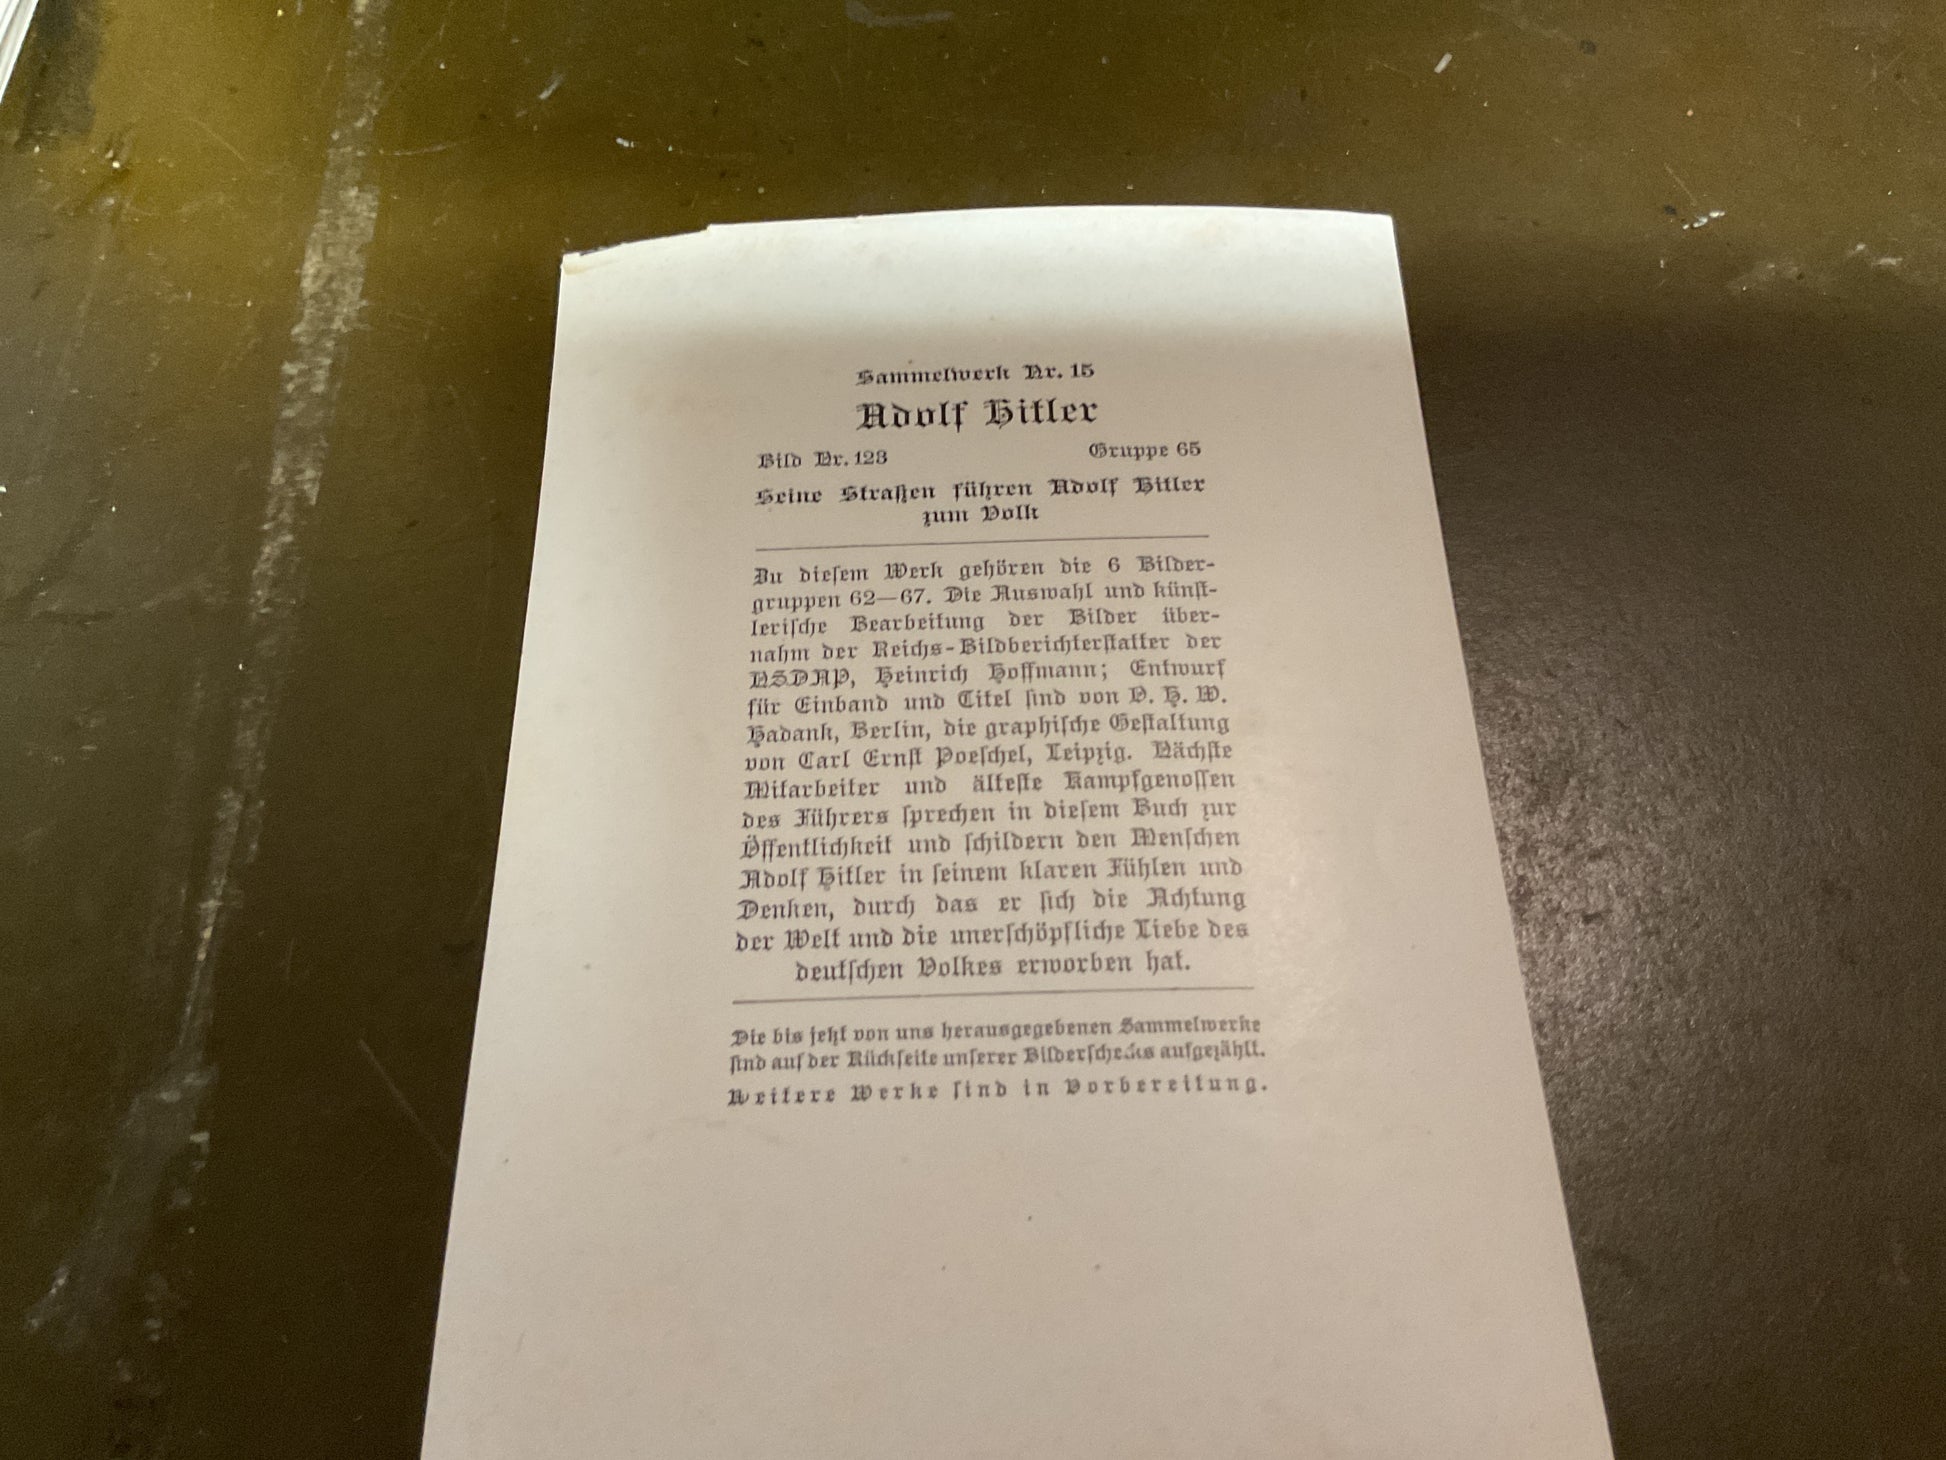 Sammelwerk Nr. 15
Adolf Hitler
Bild Nr. 123
Gruppe 65
Seine Straßen führen Adolf Hitler
zum Volk
Zu diesem Werk gehören die 6 Bilder-
gruppen 62—67. Die Auswahl und künst-
lerische Bearbeitung der Bilder über-
nahm der Reichs-Bildberichterstatter der
NSDAP, Heinrich Hoffmann; Entwurf
für Einband und Titel sind von O. H. W.
Hadank, Berlin, die graphische Gestaltung
von Carl Ernst Poeschel, Leipzig. Nächste
Mitarbeiter und älteste Kampfgenossen
des Führers sprechen in diesem Buch zur
Öffentlichkeit und schildern den Menschen
Adolf Hitler in seinem klaren Fühlen und
Denken, durch das er sich die Achtung
der Welt und die unerschöpfliche Liebe des
deutschen Volkes erworben hat.
Die bis jetzt von uns herausgegebenen Sammelwerke
sind auf der Rückseite unserer Bilderschecks aufgezählt.
Weitere Werke sind in Vorbereitung.